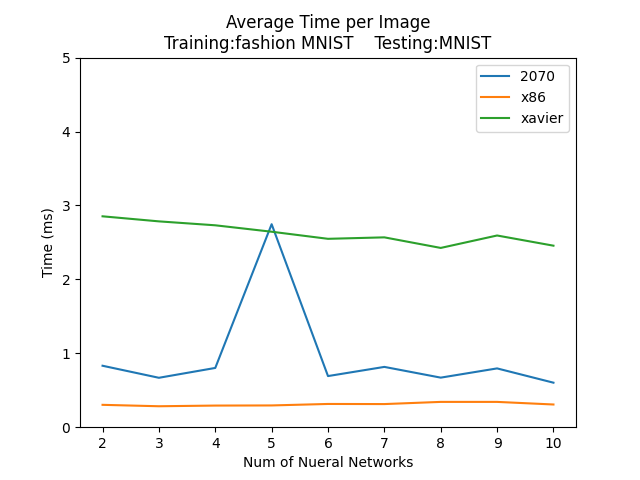 Average Time per Image
Training:fashion MNIST    Testing:MNIST
2070
x86
xavier
Time (ms)
5
4
3
2
1
0
2 3 4 5 6 7 8 9 10
Num of Nueral Networks